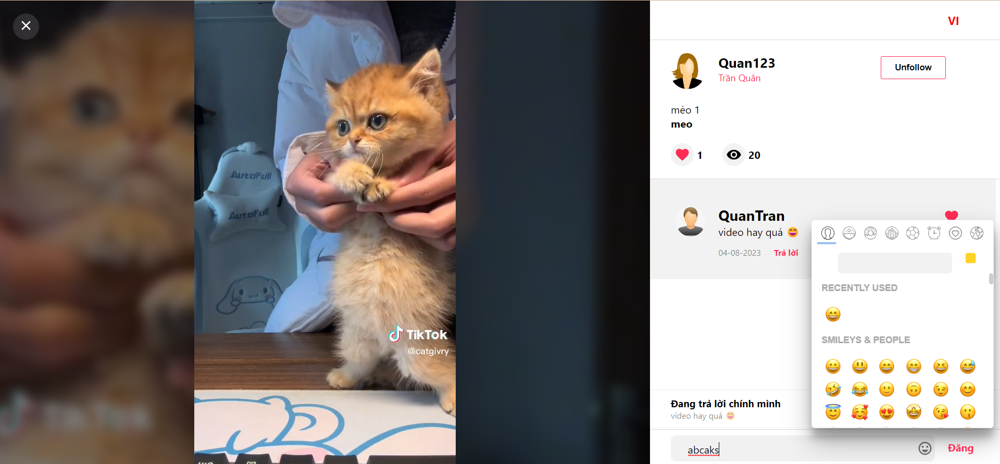 AutoFull
AutoFull
TikTok
@catgivry
VI
Quan123
Trần Quân
Unfollow
mèo 1
meo
1
20
QuanTran
video hay quá 😄
04-08-2023
Trả lời
RECENTLY USED
SMILEYS & PEOPLE
Đang trả lời chính mình
video hay quá 😄
abcaks
Đăng